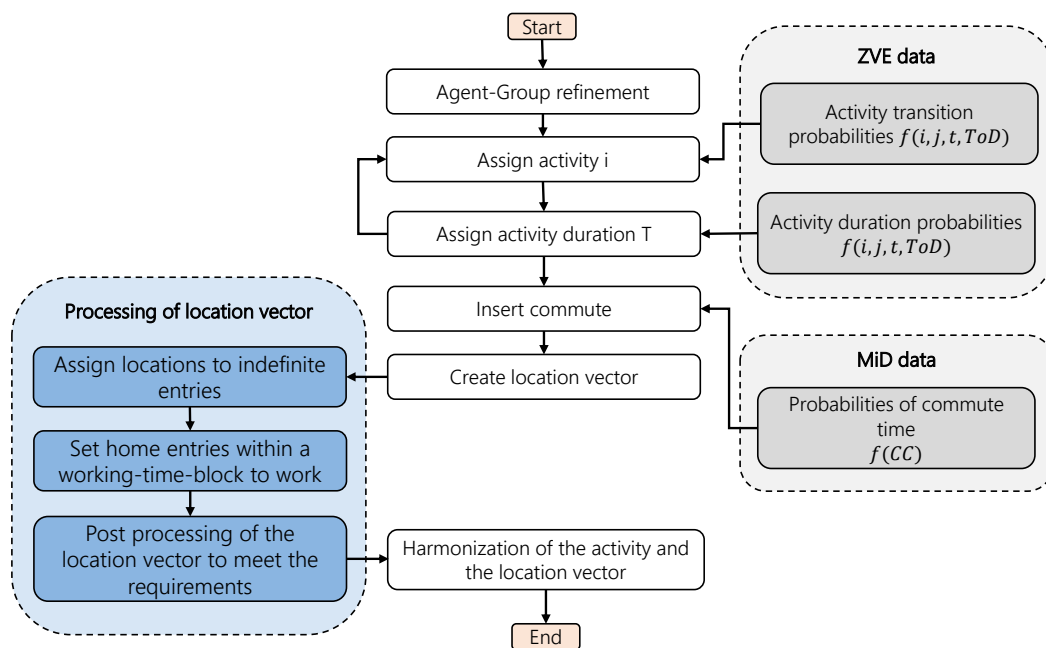 Start
Agent-Group refinement
Assign activity i
Assign activity duration T
Insert commute
Create location vector
ZVE data
Activity transition
probabilities f(i, j, t, ToD)
Activity duration probabilities
f(i, j, t, ToD)
MiD data
Probabilities of commute
time
f(CC)
Processing of location vector
Assign locations to indefinite
entries
Set home entries within a
working-time-block to work
Post processing of the
location vector to meet the
requirements
Harmonization of the activity and
the location vector
End